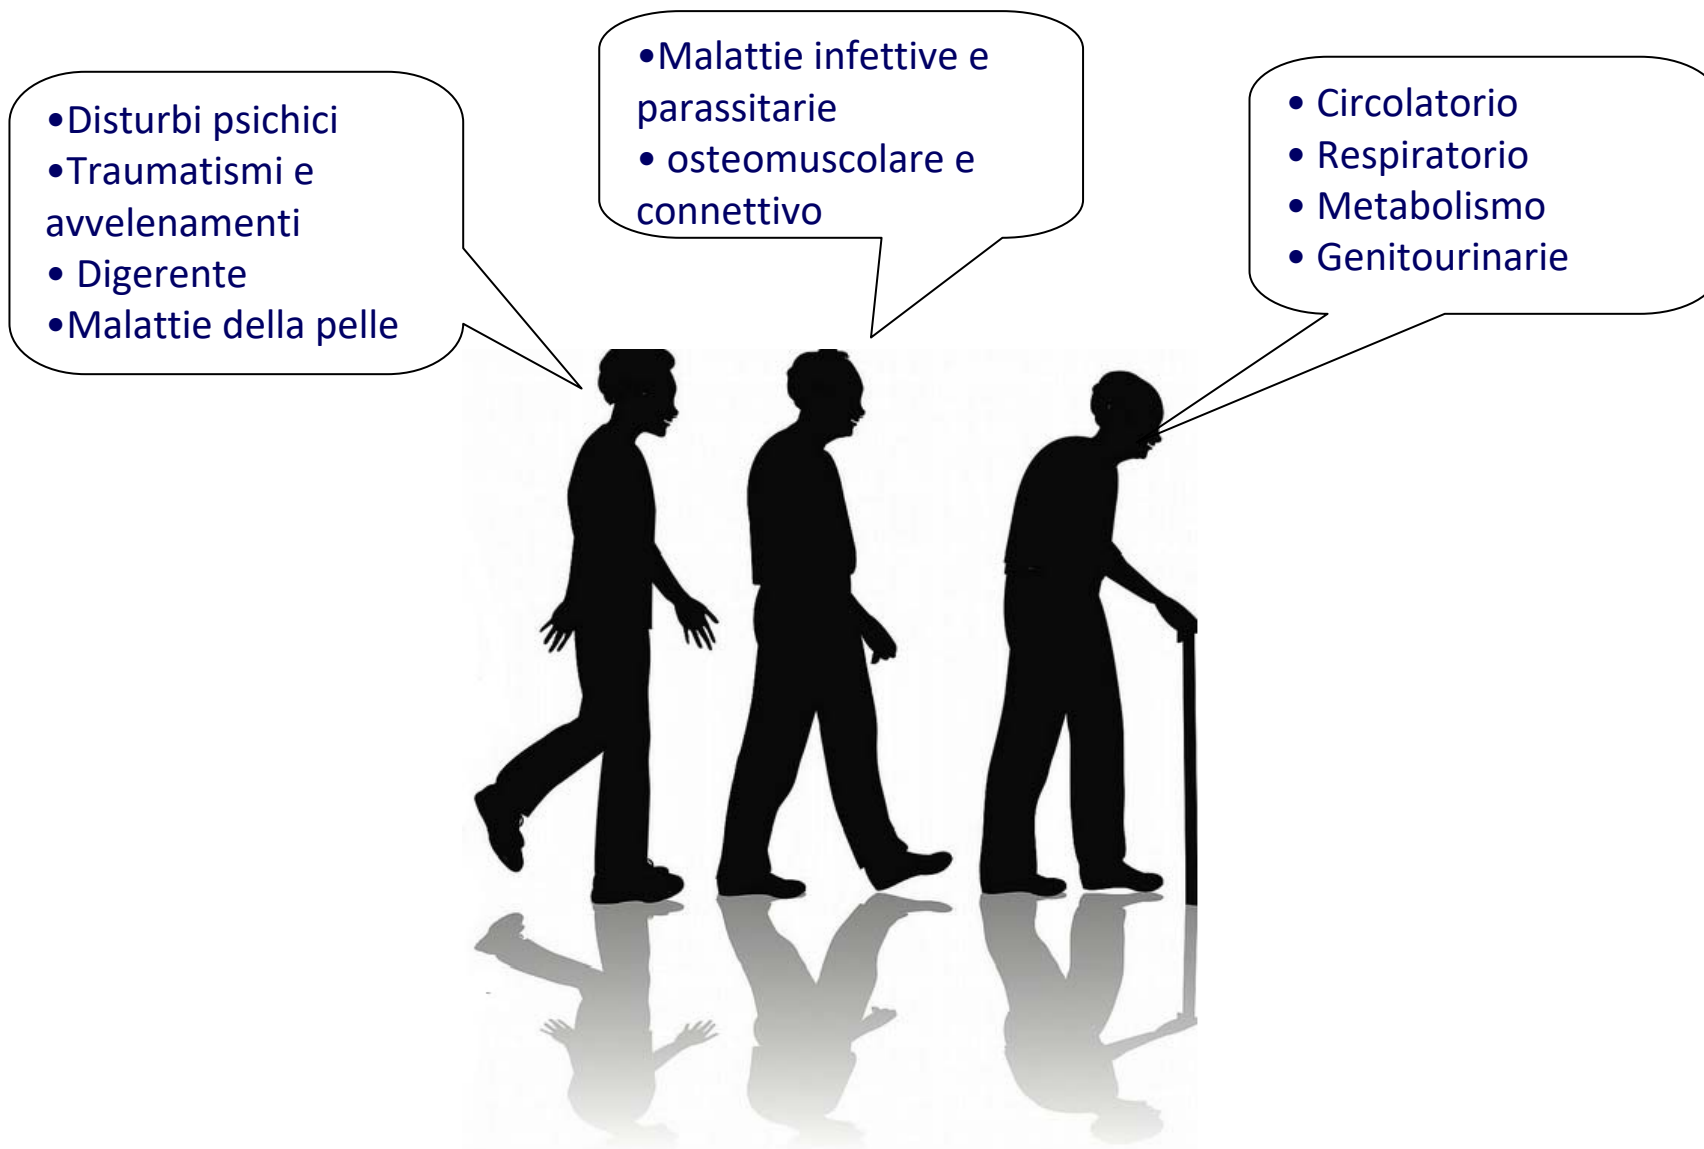 •Disturbi psichici
•Traumatismi e
avvelenamenti
• Digerente
•Malattie della pelle
•Malattie infettive e
parassitarie
• osteomuscolare e
connettivo
• Circolatorio
• Respiratorio
• Metabolismo
• Genitourinarie